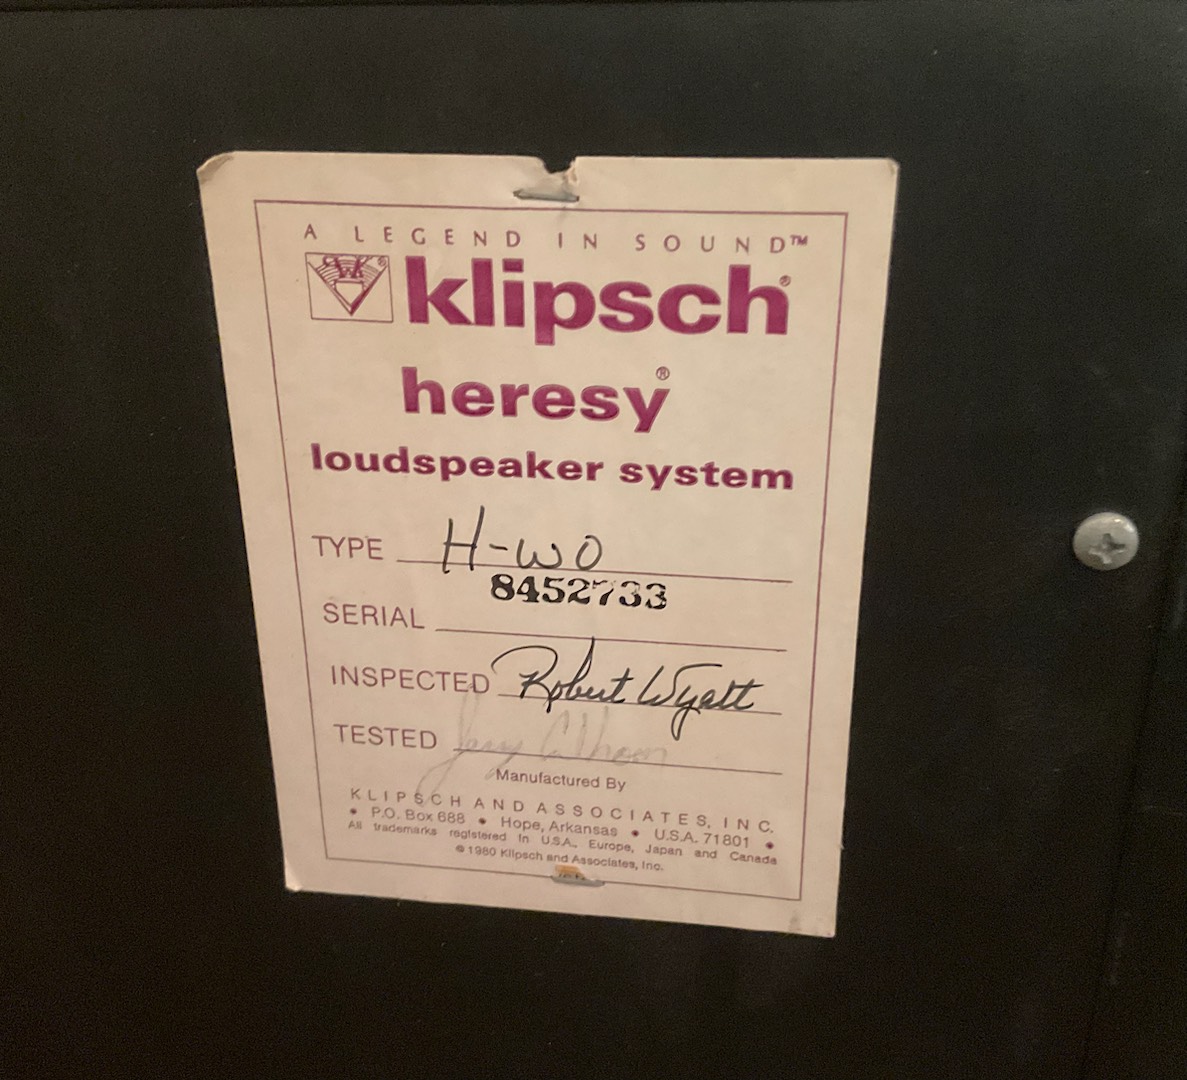 A LEGEND IN SOUND™
klipsch®
heresy®
loudspeaker system
TYPE H-WO
8452733
SERIAL
INSPECTED Robert Wyatt
TESTED
Manufactured By
KLIPSCH AND ASSOCIATES, INC.
• P.O. Box 688 • Hope, Arkansas • U.S.A. 71801 •
All trademarks registered in U.S.A., Europe, Japan and Canada
©1980 Klipsch and Associates, Inc.